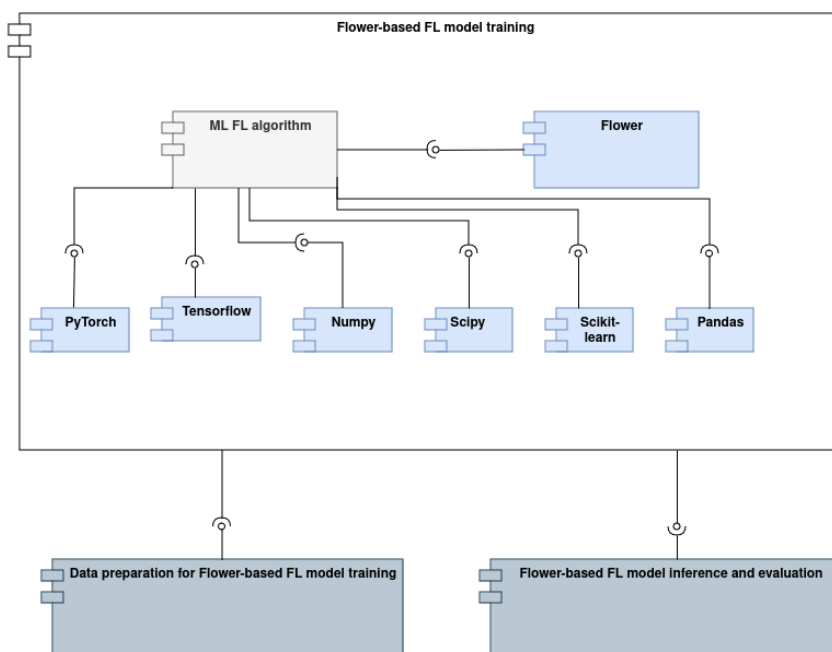 Flower-based FL model training
ML FL algorithm
Flower
PyTorch
Tensorflow
Numpy
Scipy
Scikit-
learn
Pandas
Data preparation for Flower-based FL model training
Flower-based FL model inference and evaluation